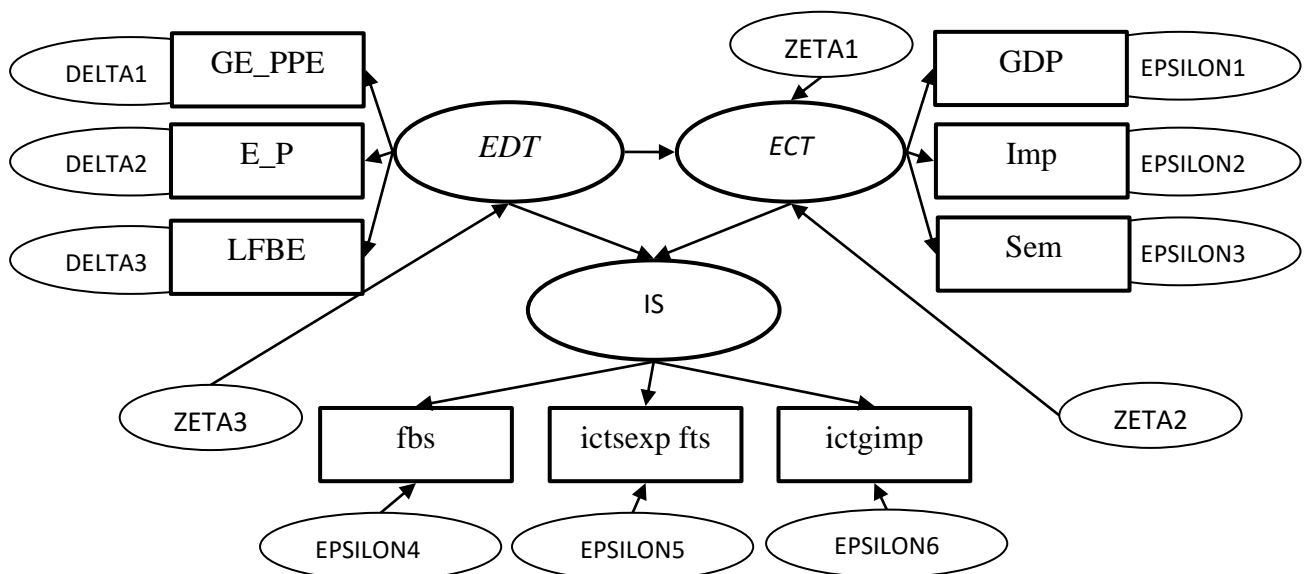 ZETA1
DELTA1
GE_PPE
GDP
EPSILON1
DELTA2
E_P
EDT
ECT
Imp
EPSILON2
DELTA3
LFBE
Sem
EPSILON3
IS
ZETA3
fbs
ictsexp fts
ictgimp
ZETA2
EPSILON4
EPSILON5
EPSILON6